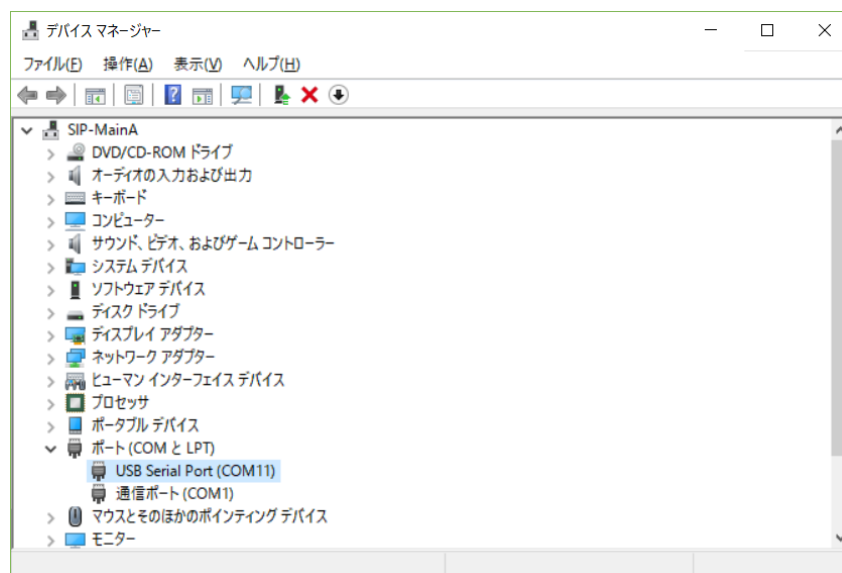 デバイス マネージャー
ファイル(F) 操作(A) 表示(V) ヘルプ(H)
SIP-MainA
DVD/CD-ROM ドライブ
オーディオの入力および出力
キーボード
コンピューター
サウンド、ビデオ、およびゲーム コントローラー
システム デバイス
ソフトウェア デバイス
ディスク ドライブ
ディスプレイ アダプター
ネットワーク アダプター
ヒューマン インターフェイス デバイス
プロセッサ
ポータブル デバイス
ポート (COM と LPT)
USB Serial Port (COM11)
通信ポート (COM1)
マウスとそのほかのポインティング デバイス
モニター